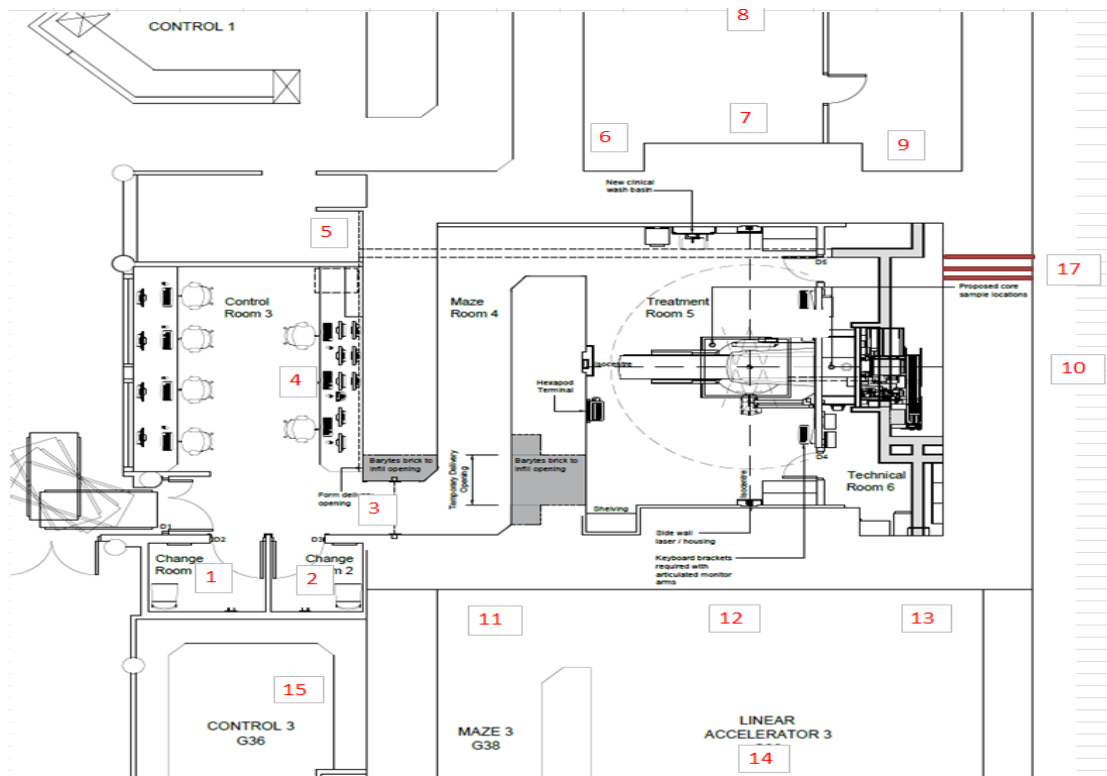 CONTROL 1
8
7
6
9
New clinical
wash basin
5
D5
17
Proposed core
sample locations
Control
Room 3
Maze
Room 4
Treatment
Room 5
Isocentre
10
4
Hexapod
Terminal
Barytes brick to
infill opening
Barytes brick to
infill opening
Temporary Delivery
Opening
Isocentre
D4
Technical
Room 6
Form delivery
opening
3
Shelving
D1
D2
D3
Side wall
laser / housing
Keyboard brackets
required with
articulated monitor
arms
Change
Room
1
Change
2
2
11
12
13
15
CONTROL 3
G36
MAZE 3
G38
LINEAR
ACCELERATOR 3
14